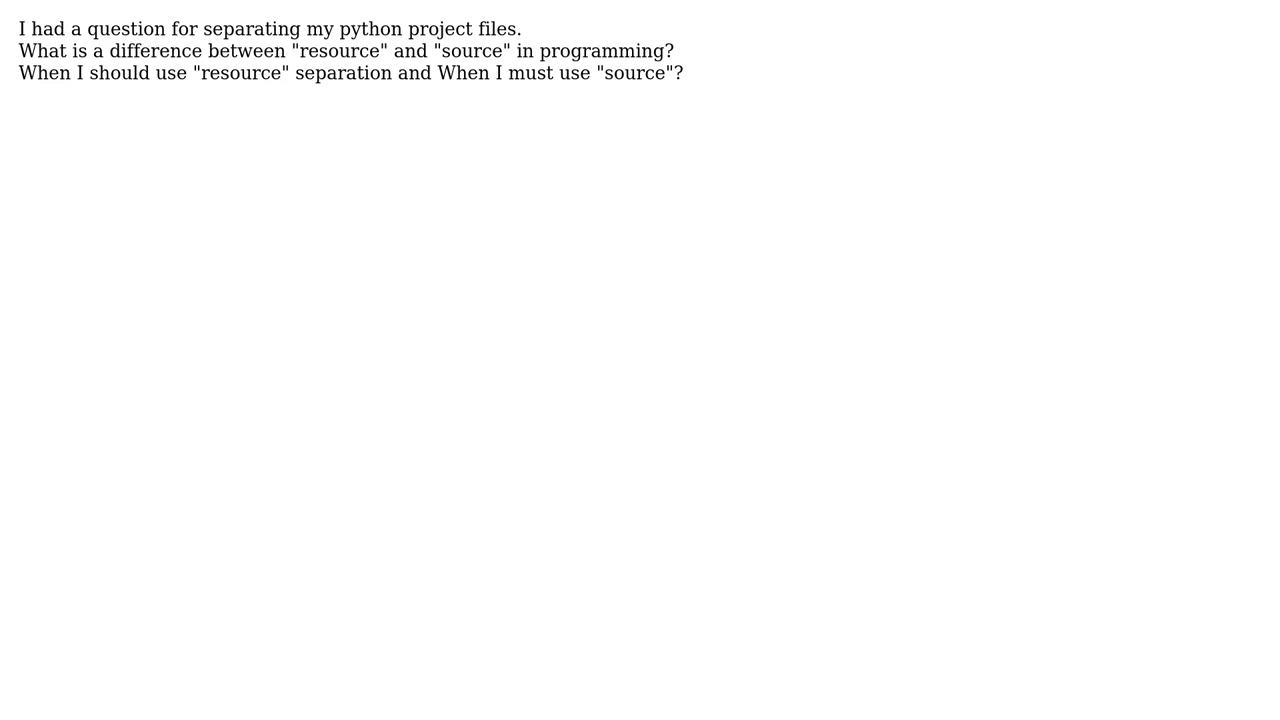 I had a question for separating my python project files.
What is a difference between "resource" and "source" in programming?
When I should use "resource" separation and When I must use "source"?